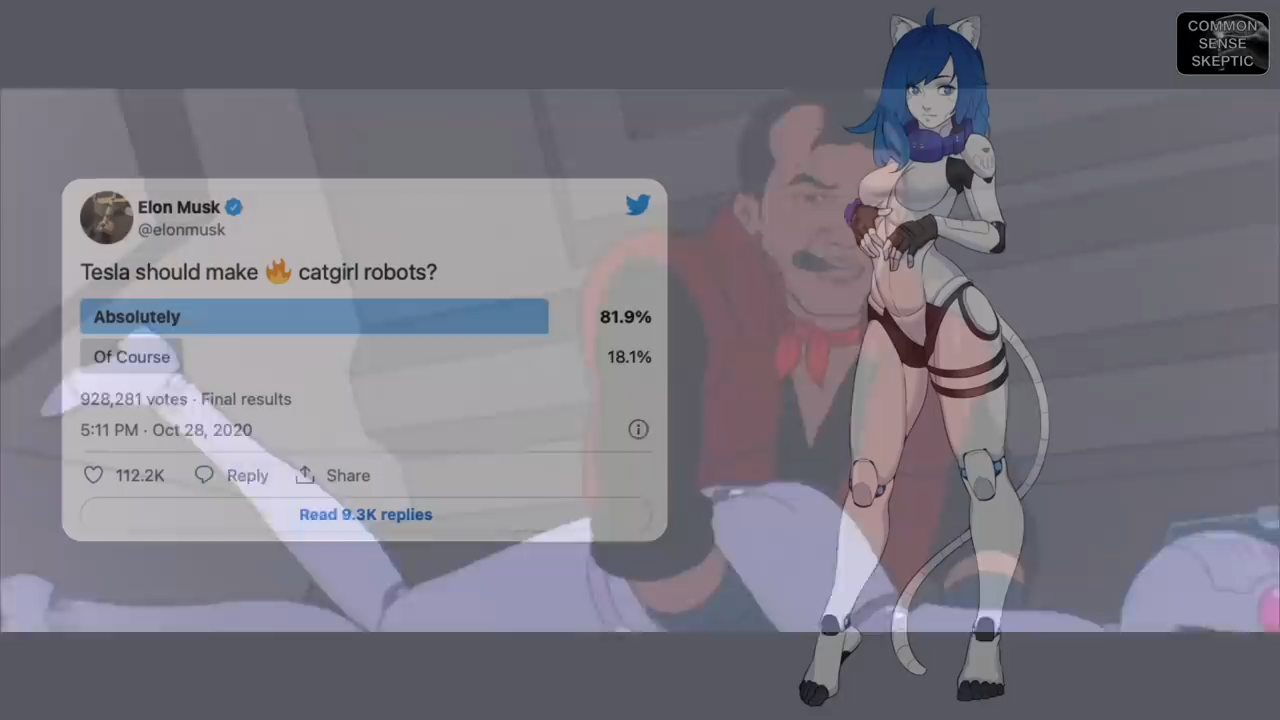 COMMON
SENSE
SKEPTIC
Elon Musk
@elonmusk
Tesla should make 🔥 catgirl robots?
Absolutely 81.9%
Of Course 18.1%
928,281 votes · Final results
5:11 PM · Oct 28, 2020
112.2K Reply Share
Read 9.3K replies